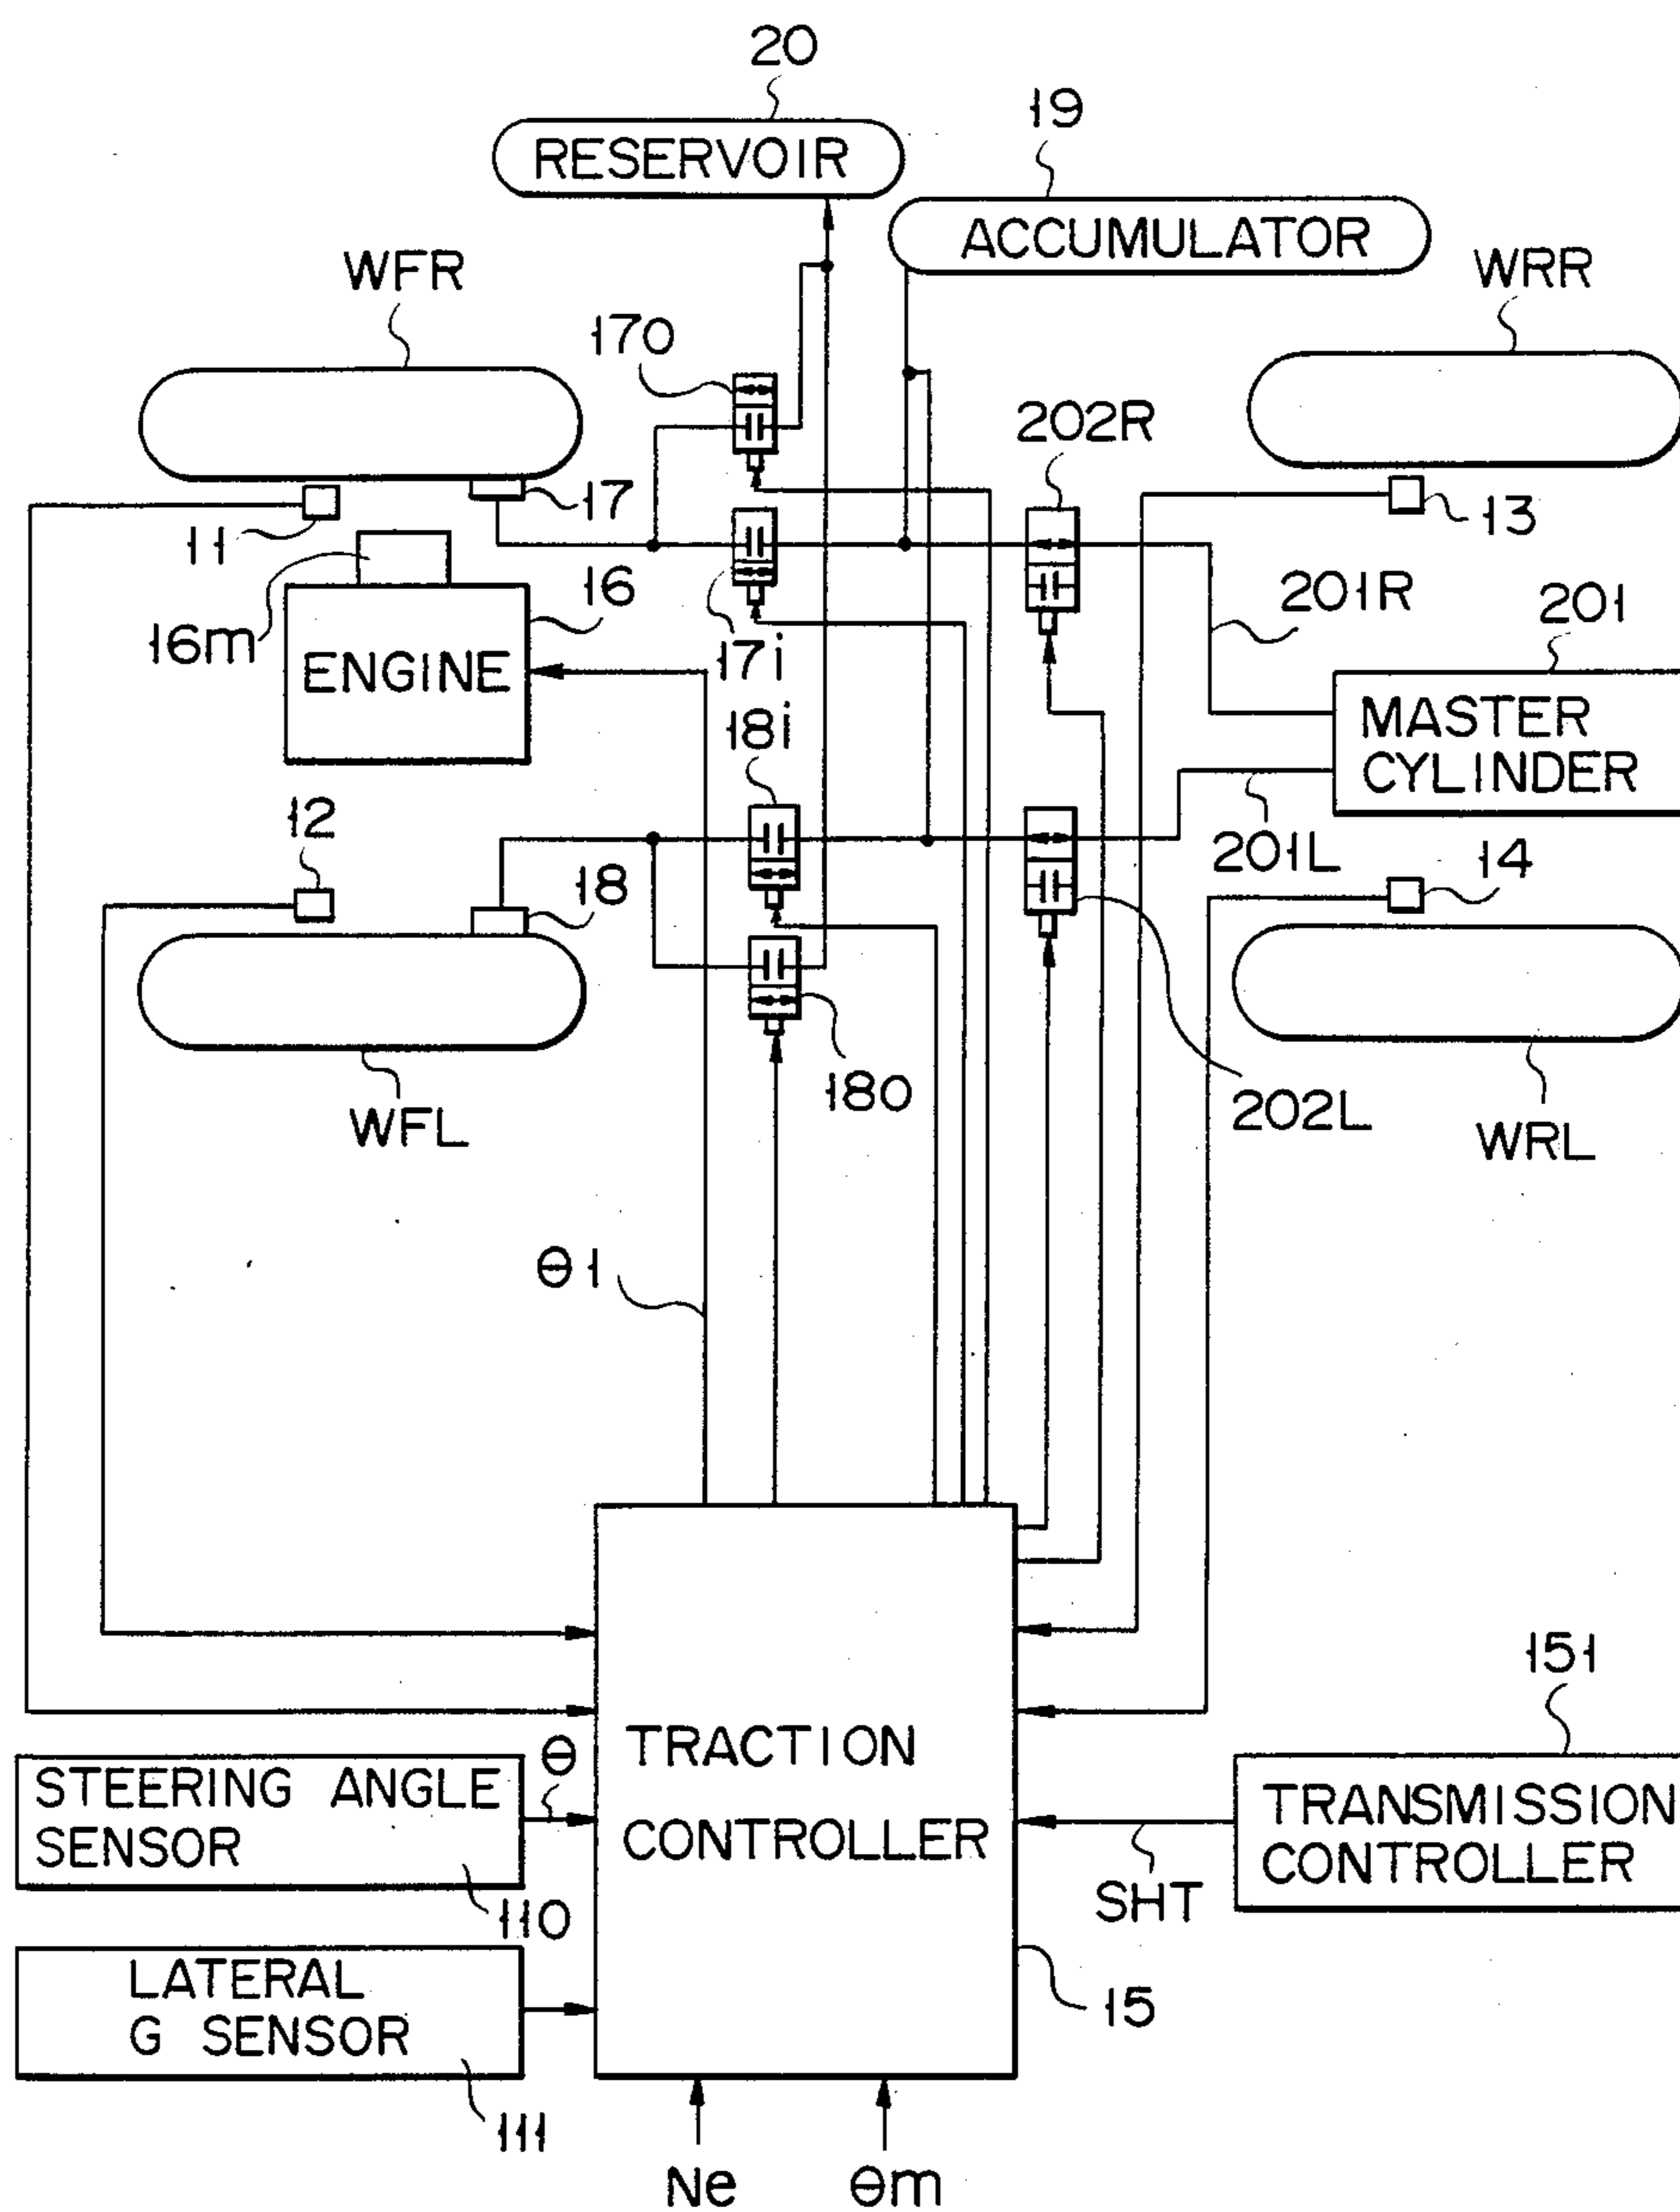 20
RESERVOIR
19
ACCUMULATOR
WFR
WRR
170
202R
17
11
13
16
16m
ENGINE
17i
201R
201
MASTER
CYLINDER
18i
12
18
201L
14
180
202L
WFL
WRL
θ1
151
TRACTION
CONTROLLER
θ
STEERING ANGLE
SENSOR
110
TRANSMISSION
CONTROLLER
SHT
LATERAL
G SENSOR
111
15
Ne
θm